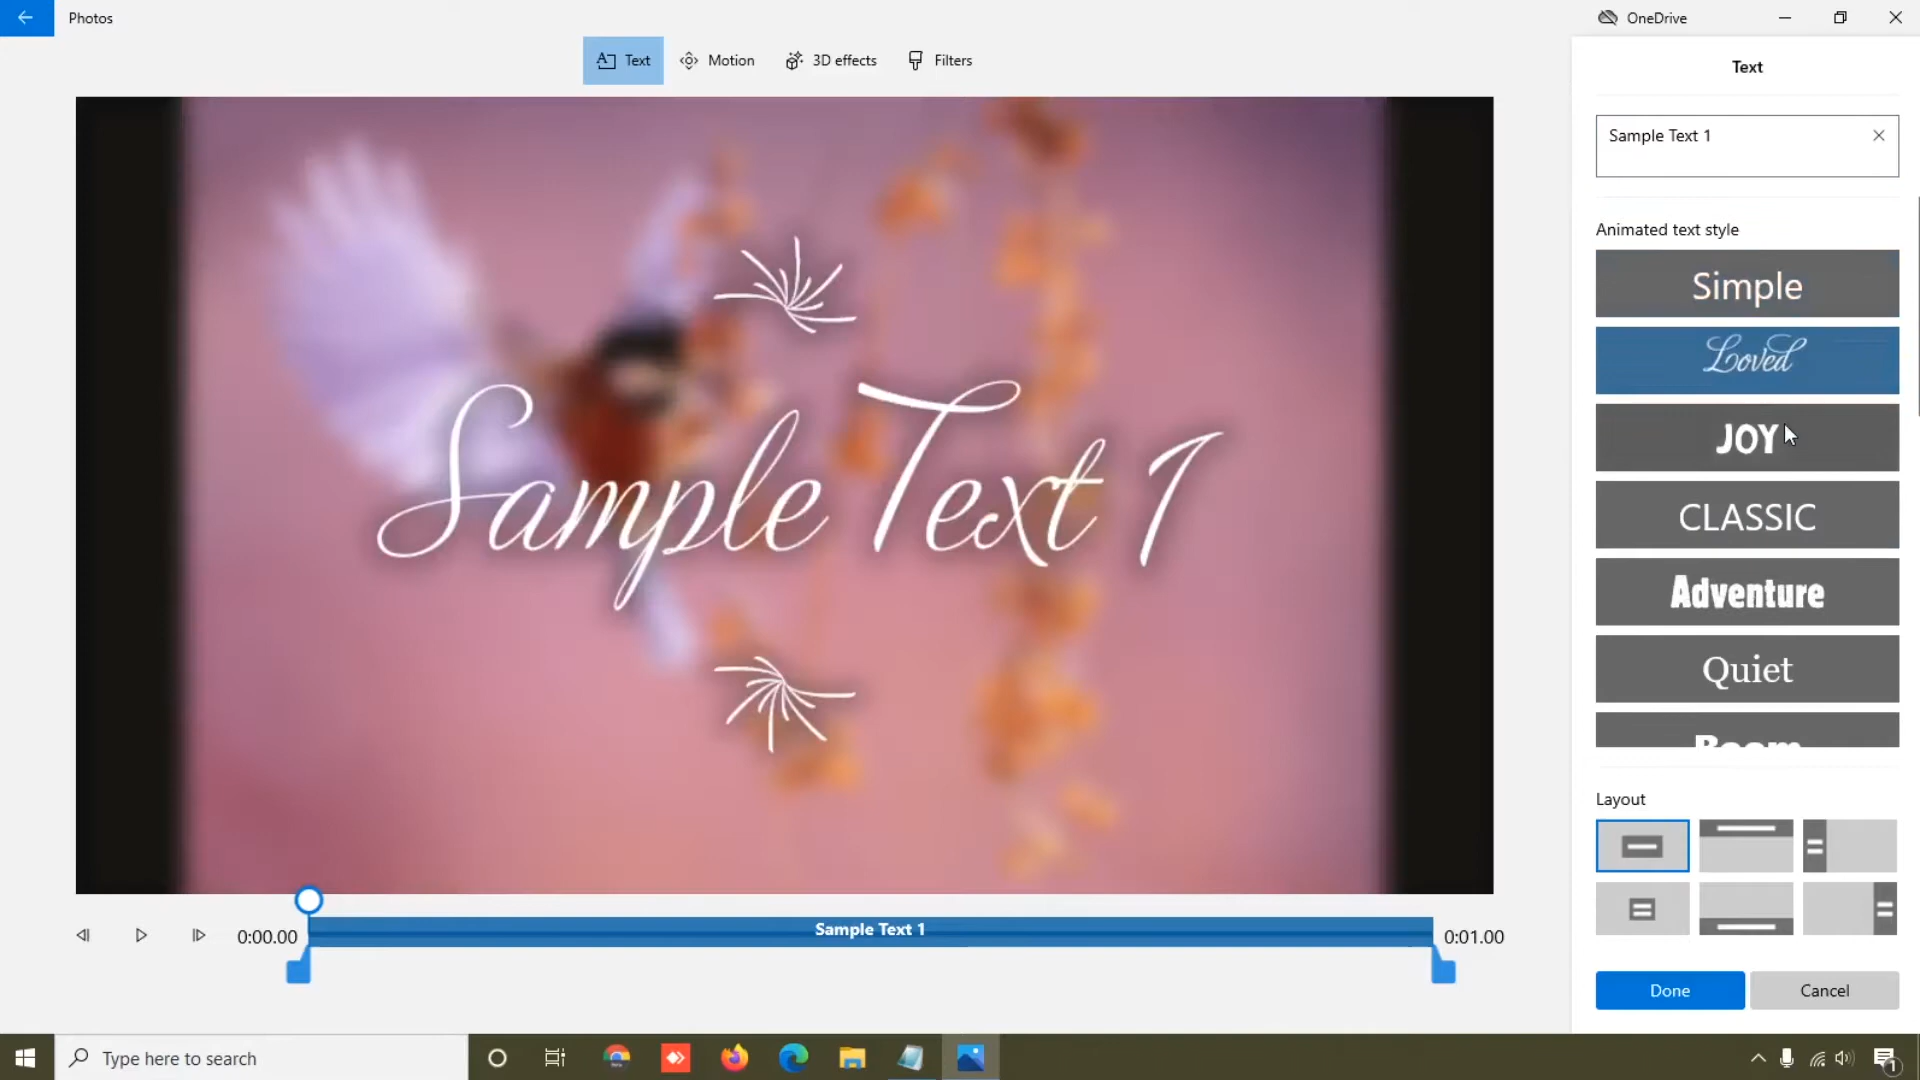 Photos
OneDrive
Text
Motion
3D effects
Filters
Text
Sample Text 1
Animated text style
Simple
Loved
JOY
CLASSIC
Adventure
Quiet
Boom
Sample Text 1
Layout
0:00.00
Sample Text 1
0:01.00
Done
Cancel
Type here to search
1